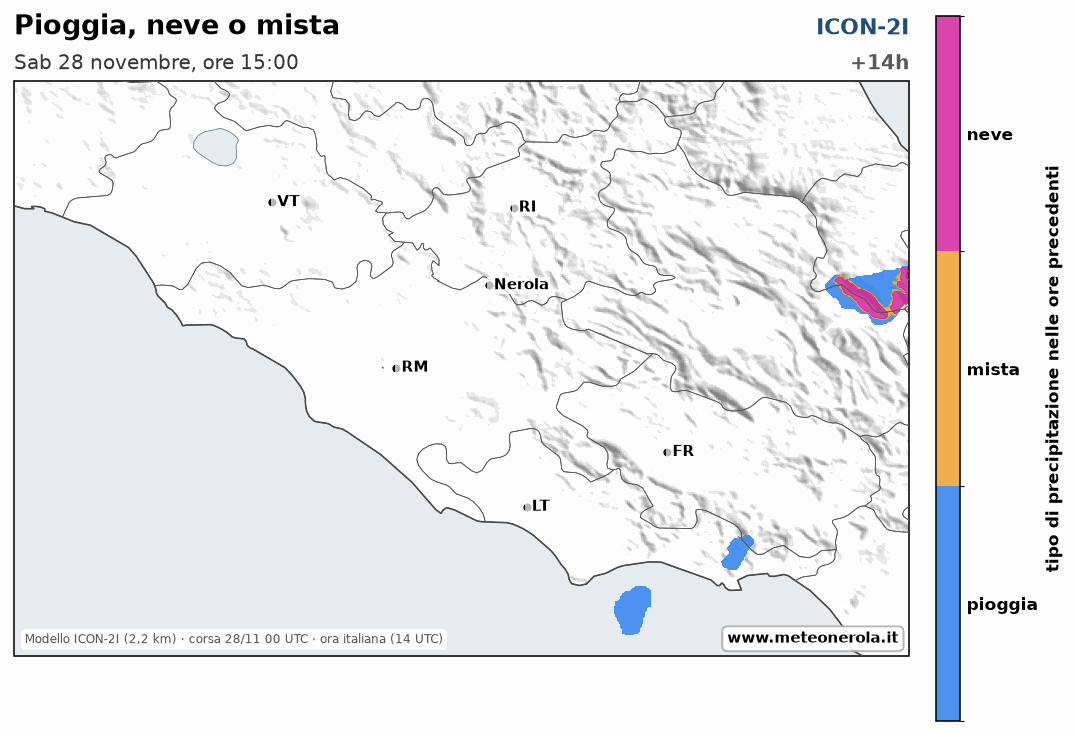 Pioggia, neve o mista
ICON-2I
Sab 28 novembre, ore 15:00
+14h
neve
VT
RI
Nerola
mista
RM
FR
LT
pioggia
tipo di precipitazione nelle ore precedenti
Modello ICON-2I (2,2 km) · corsa 28/11 00 UTC · ora italiana (14 UTC)
www.meteonerola.it